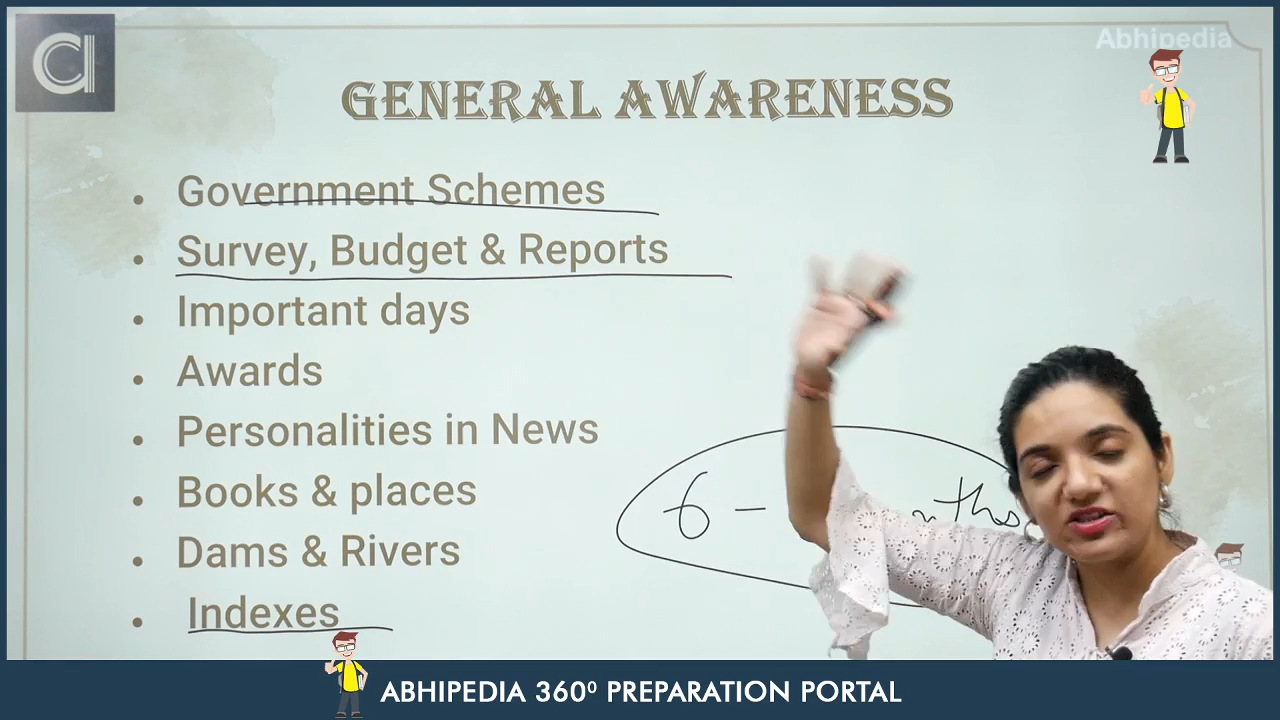 Abhipedia
GENERAL AWARENESS
Government Schemes
Survey, Budget & Reports
Important days
Awards
Personalities in News
Books & places
6 -
Dams & Rivers
Indexes
ABHIPEDIA 360⁰ PREPARATION PORTAL